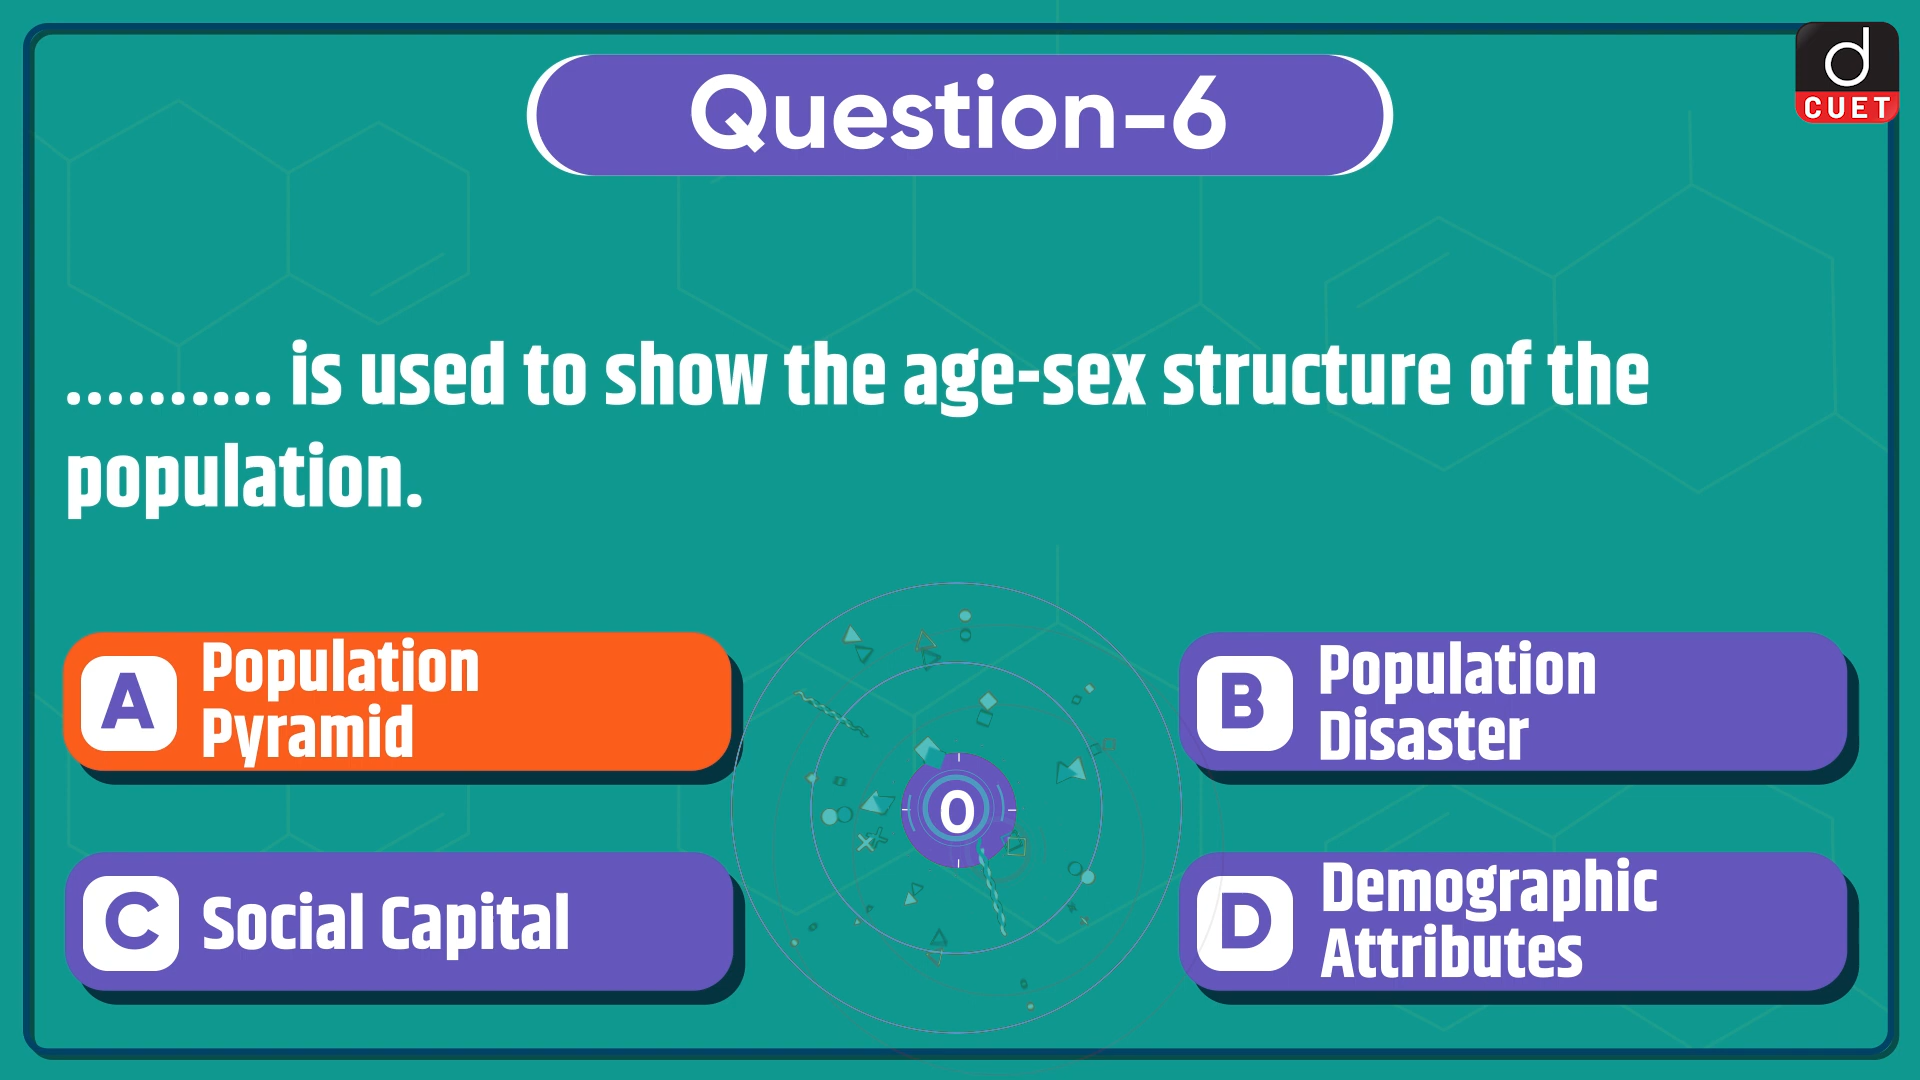 d
CUET
Question-6
.......... is used to show the age-sex structure of the
population.
A
Population
Pyramid
B
Population
Disaster
0
C
Social Capital
D
Demographic
Attributes